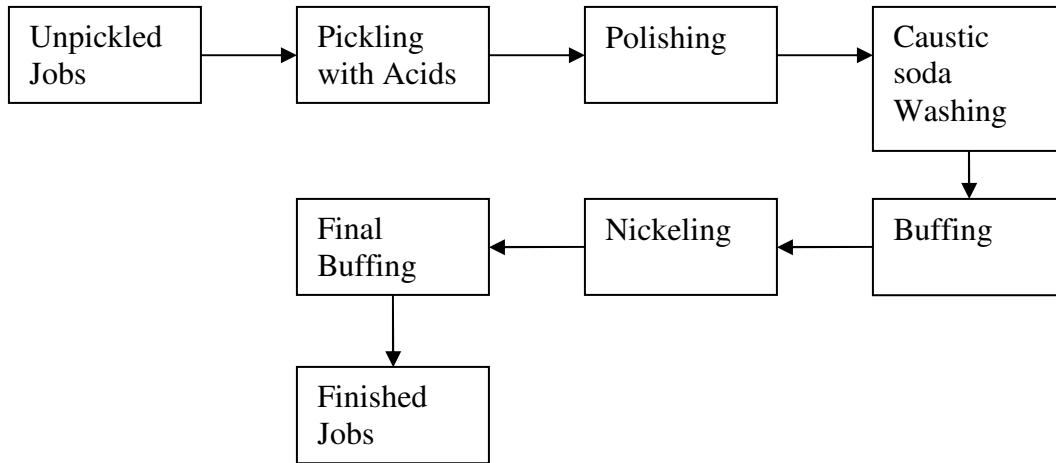 Unpickled
Jobs
Pickling
with Acids
Polishing
Caustic
soda
Washing
Buffing
Nickeling
Final
Buffing
Finished
Jobs